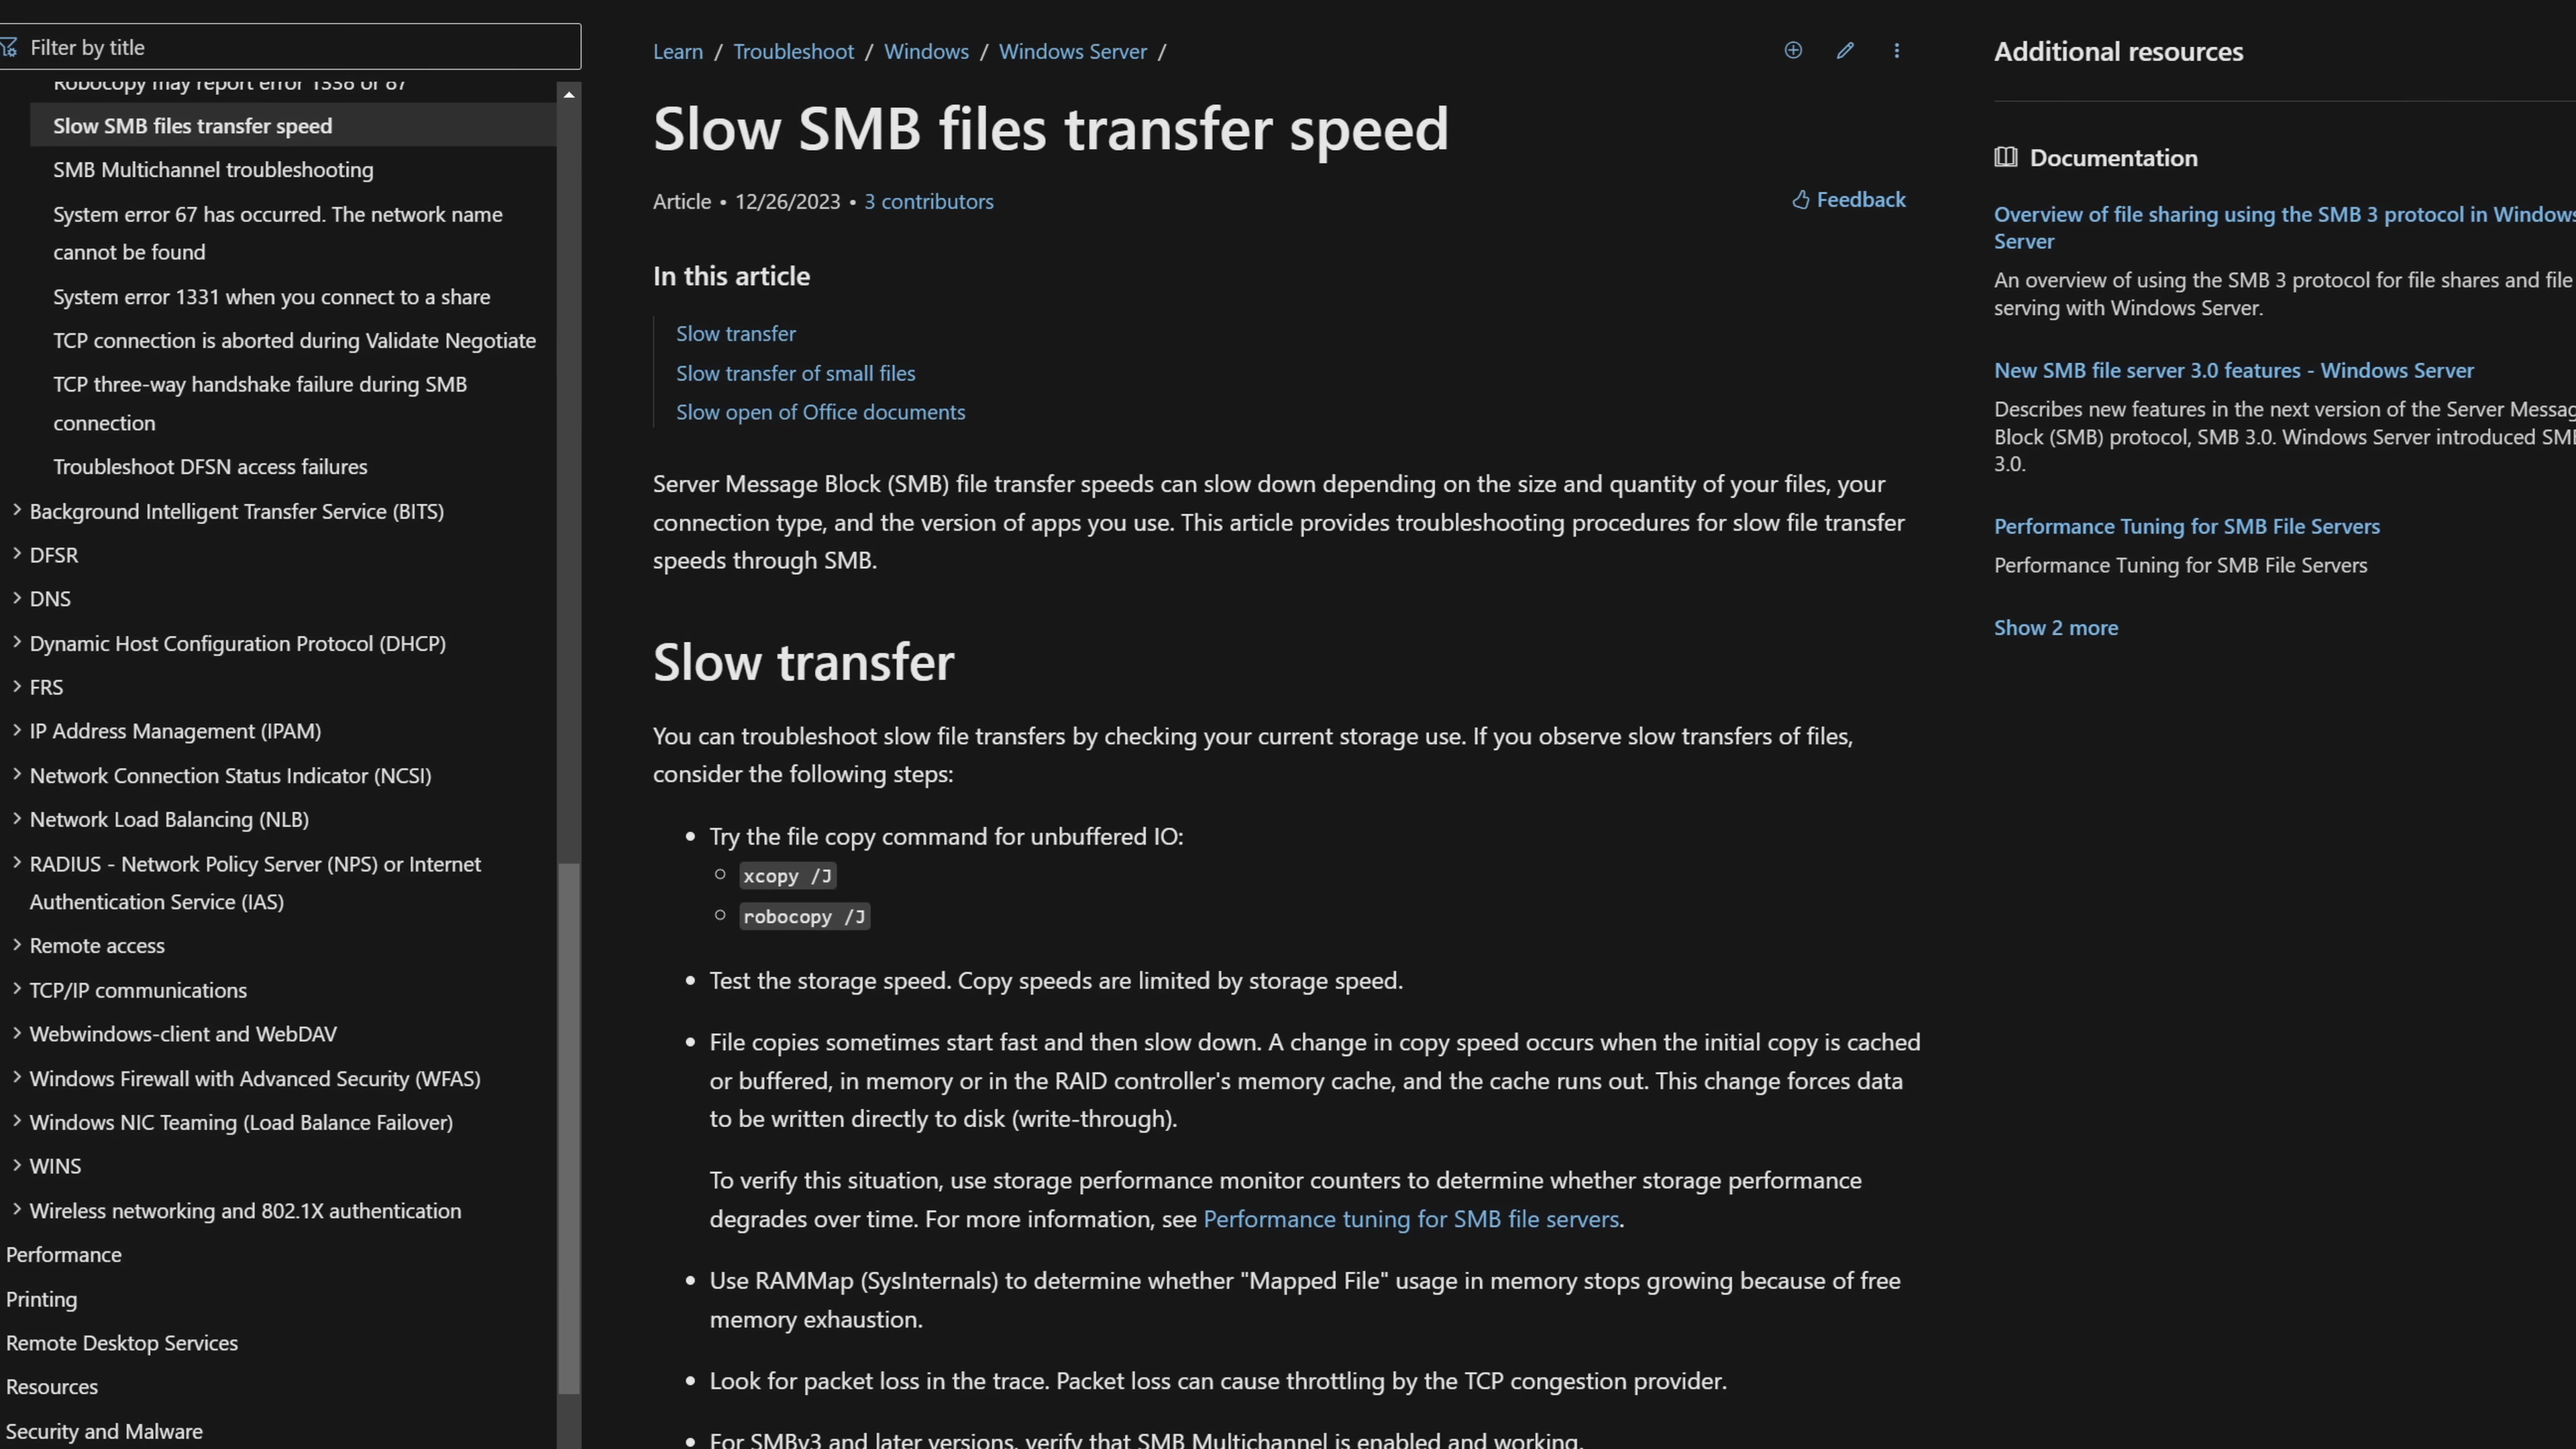 Filter by title
Robocopy may report error 1338 or 87
Slow SMB files transfer speed
SMB Multichannel troubleshooting
System error 67 has occurred. The network name
cannot be found
System error 1331 when you connect to a share
TCP connection is aborted during Validate Negotiate
TCP three-way handshake failure during SMB
connection
Troubleshoot DFSN access failures
Background Intelligent Transfer Service (BITS)
DFSR
DNS
Dynamic Host Configuration Protocol (DHCP)
FRS
IP Address Management (IPAM)
Network Connection Status Indicator (NCSI)
Network Load Balancing (NLB)
RADIUS - Network Policy Server (NPS) or Internet
Authentication Service (IAS)
Remote access
TCP/IP communications
Webwindows-client and WebDAV
Windows Firewall with Advanced Security (WFAS)
Windows NIC Teaming (Load Balance Failover)
WINS
Wireless networking and 802.1X authentication
Performance
Printing
Remote Desktop Services
Resources
Security and Malware
Learn / Troubleshoot / Windows / Windows Server /
Slow SMB files transfer speed
Article • 12/26/2023 • 3 contributors
Feedback
In this article
Slow transfer
Slow transfer of small files
Slow open of Office documents
Server Message Block (SMB) file transfer speeds can slow down depending on the size and quantity of your files, your
connection type, and the version of apps you use. This article provides troubleshooting procedures for slow file transfer
speeds through SMB.
Slow transfer
You can troubleshoot slow file transfers by checking your current storage use. If you observe slow transfers of files,
consider the following steps:
• Try the file copy command for unbuffered IO:
○ xcopy /J
○ robocopy /J
• Test the storage speed. Copy speeds are limited by storage speed.
• File copies sometimes start fast and then slow down. A change in copy speed occurs when the initial copy is cached
or buffered, in memory or in the RAID controller's memory cache, and the cache runs out. This change forces data
to be written directly to disk (write-through).
To verify this situation, use storage performance monitor counters to determine whether storage performance
degrades over time. For more information, see Performance tuning for SMB file servers.
• Use RAMMap (SysInternals) to determine whether "Mapped File" usage in memory stops growing because of free
memory exhaustion.
• Look for packet loss in the trace. Packet loss can cause throttling by the TCP congestion provider.
• For SMBv3 and later versions, verify that SMB Multichannel is enabled and working.
Additional resources
Documentation
Overview of file sharing using the SMB 3 protocol in Windows
Server
An overview of using the SMB 3 protocol for file shares and file
serving with Windows Server.
New SMB file server 3.0 features - Windows Server
Describes new features in the next version of the Server Messag
Block (SMB) protocol, SMB 3.0. Windows Server introduced SM
3.0.
Performance Tuning for SMB File Servers
Performance Tuning for SMB File Servers
Show 2 more